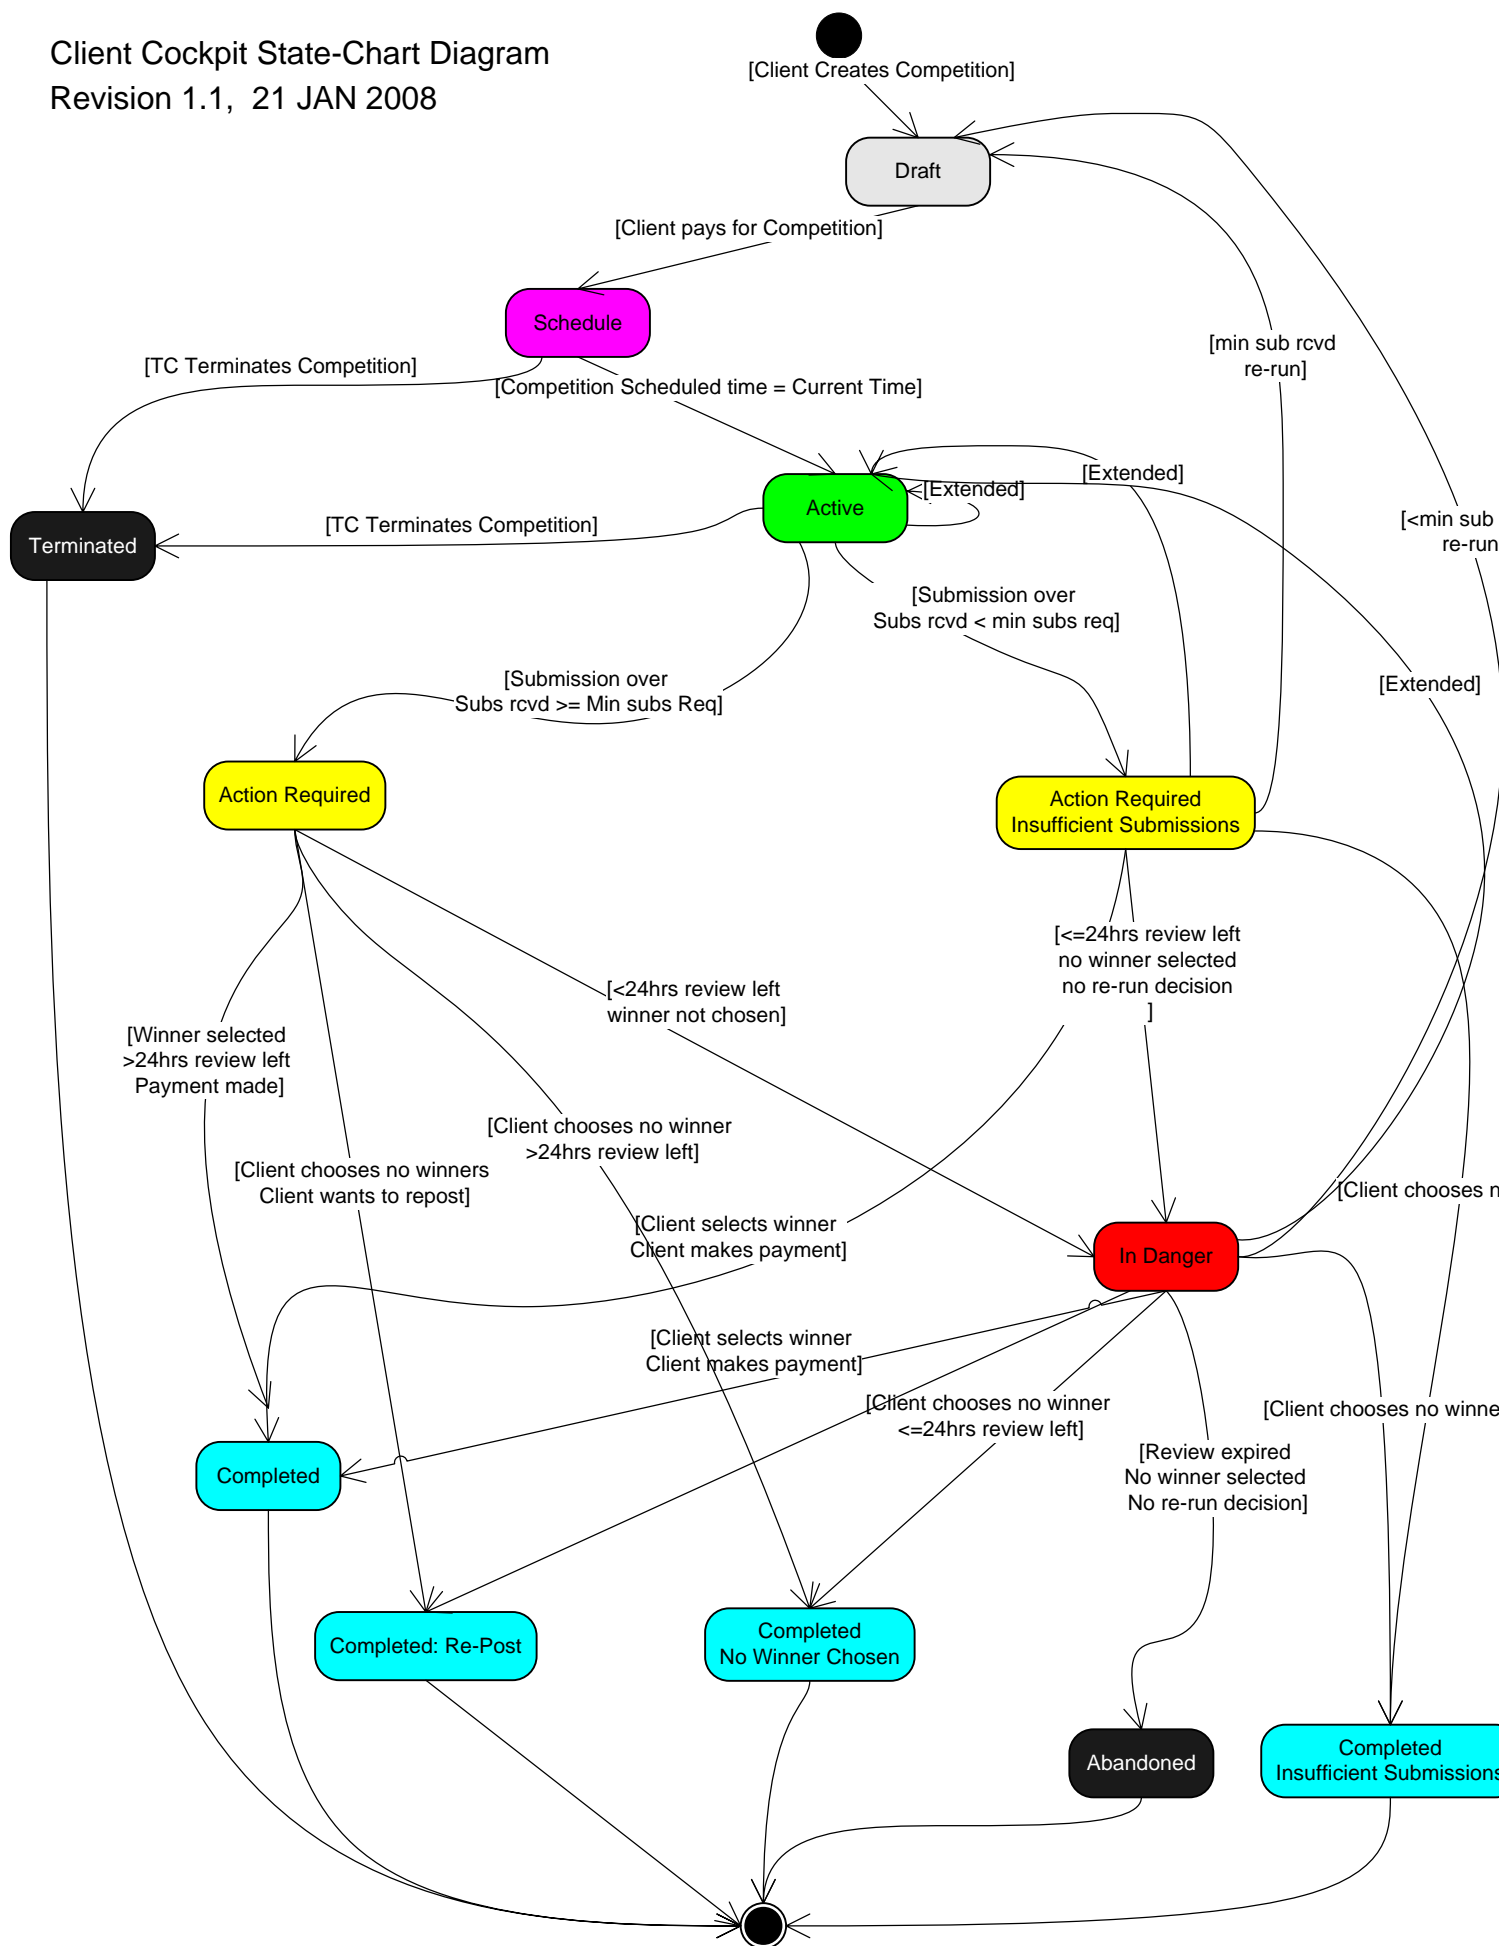 Client Cockpit State-Chart Diagram
Revision 1.1, 21 JAN 2008
[Client Creates Competition]
Draft
[Client pays for Competition]
Schedule
[min sub rcvd
re-run]
[TC Terminates Competition]
[Competition Scheduled time = Current Time]
[Extended]
[Extended]
Active
[<min sub
re-run
[TC Terminates Competition]
Terminated
[Submission over
Subs rcvd < min subs req]
[Submission over
Subs rcvd >= Min subs Req]
[Extended]
Action Required
Action Required
Insufficient Submissions
[<=24hrs review left
no winner selected
no re-run decision
]
[<24hrs review left
winner not chosen]
[Winner selected
>24hrs review left
Payment made]
[Client chooses no winner
>24hrs review left]
[Client chooses no winners
Client wants to repost]
[Client chooses n
[Client selects winner
Client makes payment]
In Danger
[Client selects winner
Client makes payment]
[Client chooses no winner
<=24hrs review left]
[Client chooses no winne
[Review expired
No winner selected
No re-run decision]
Completed
Completed: Re-Post
Completed
No Winner Chosen
Abandoned
Completed
Insufficient Submissions